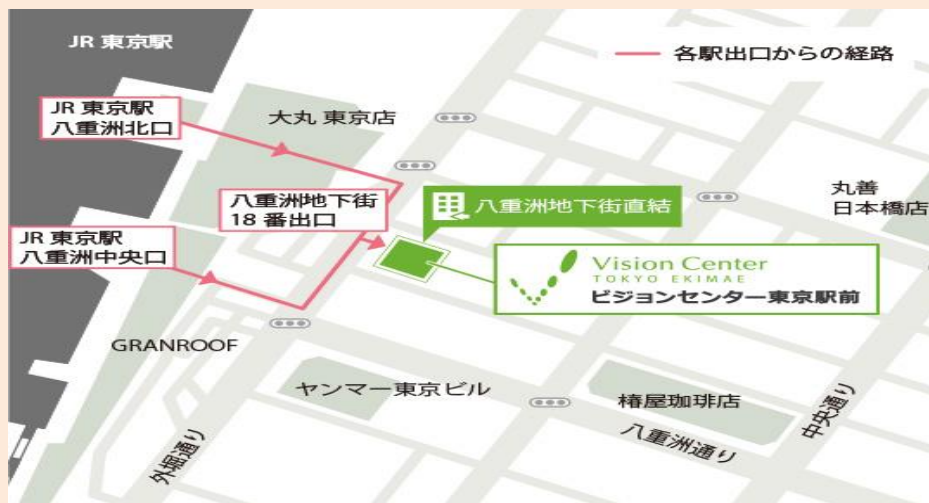 JR 東京駅
各駅出口からの経路
JR 東京駅
八重洲北口
大丸 東京店
八重洲地下街
18 番出口
八重洲地下街直結
丸善
日本橋店
JR 東京駅
八重洲中央口
Vision Center
TOKYO EKIMAE
ビジョンセンター東京駅前
GRANROOF
ヤンマー東京ビル
椿屋珈琲店
中央通り
八重洲通り
外堀通り